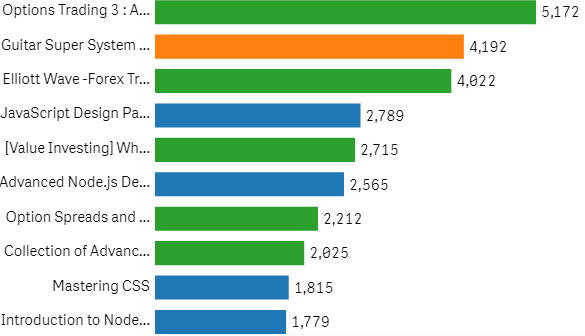 Options Trading 3 : A... 5,172
Guitar Super System ... 4,192
Elliott Wave -Forex Tr... 4,022
JavaScript Design Pa... 2,789
[Value Investing] Wh... 2,715
Advanced Node.js De... 2,565
Option Spreads and ... 2,212
Collection of Advanc... 2,025
Mastering CSS 1,815
Introduction to Node... 1,779